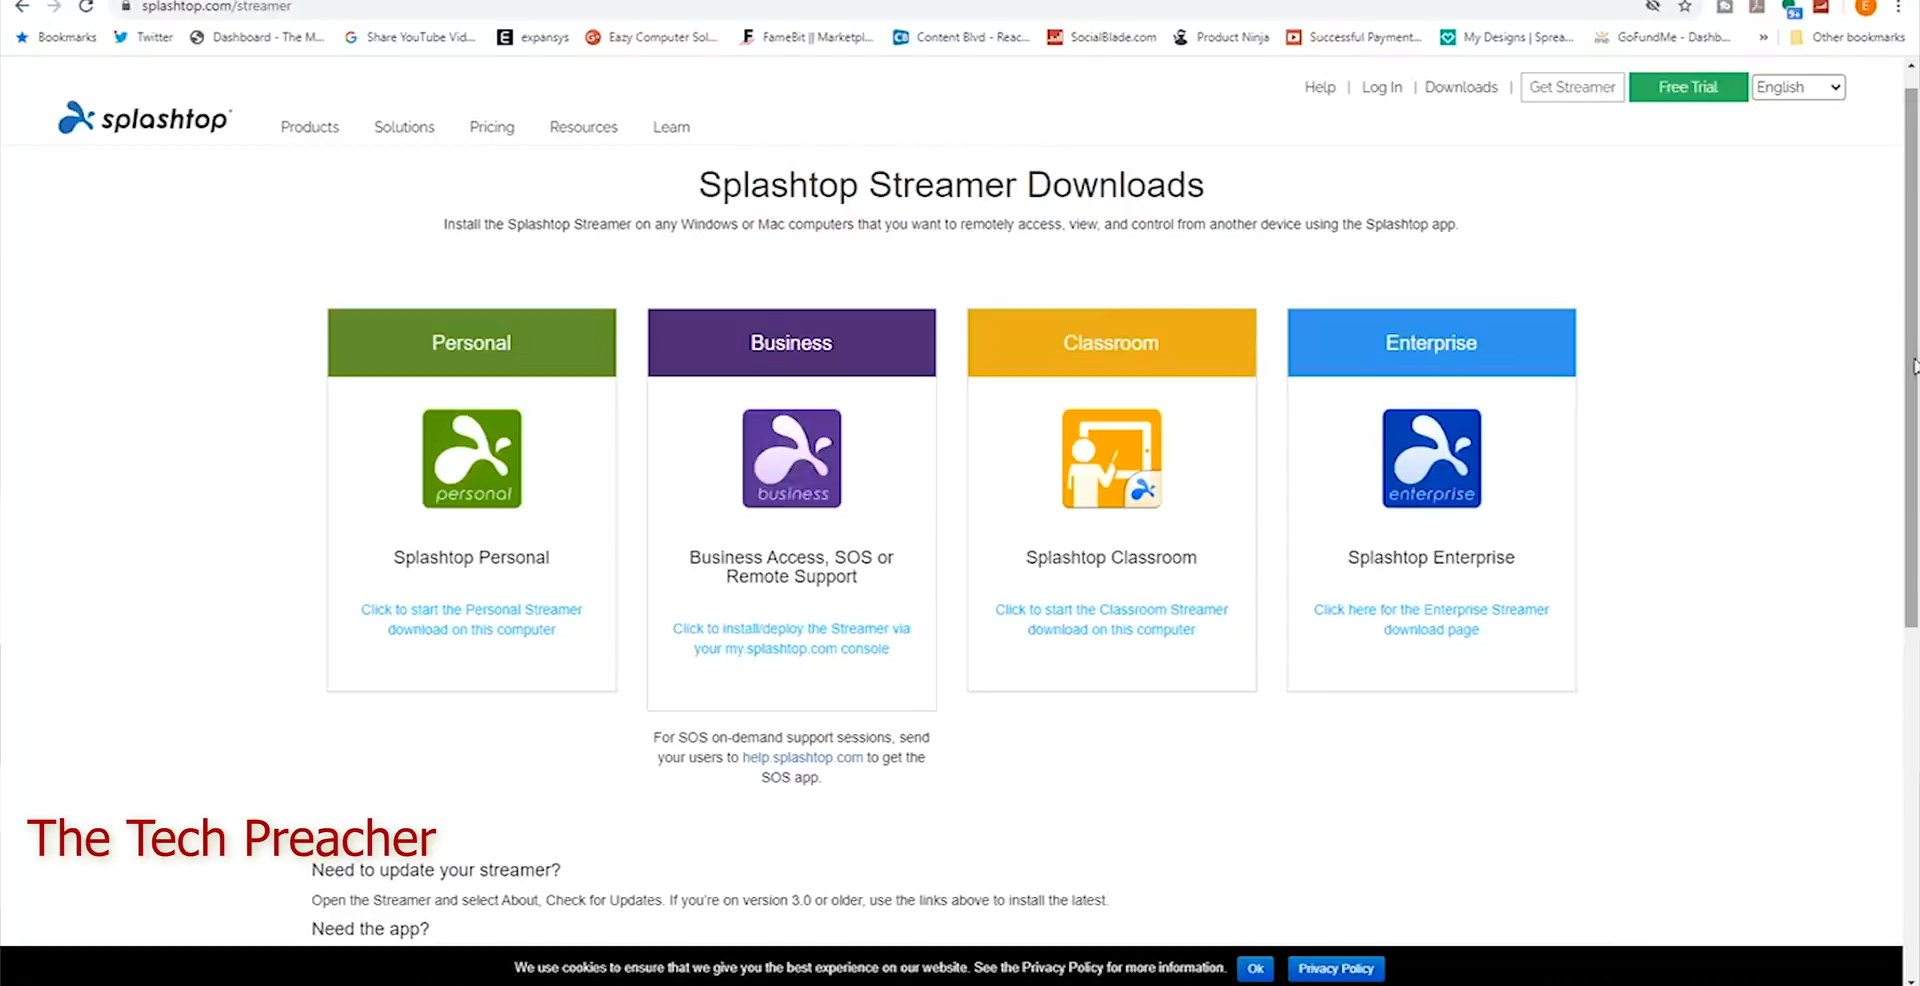 splashtop.com/streamer
Bookmarks Twitter Dashboard - The M... Share YouTube Vid... expansys Eazy Computer Sol... FameBit || Marketpl... Content Blvd - Reac... SocialBlade.com Product Ninja Successful Payment... My Designs | Sprea... GoFundMe - Dashb... » Other bookmarks
Help | Log In | Downloads | Get Streamer Free Trial English
splashtop Products Solutions Pricing Resources Learn
Splashtop Streamer Downloads
Install the Splashtop Streamer on any Windows or Mac computers that you want to remotely access, view, and control from another device using the Splashtop app.
Personal
personal
Splashtop Personal
Click to start the Personal Streamer
download on this computer
Business
business
Business Access, SOS or
Remote Support
Click to install/deploy the Streamer via
your my.splashtop.com console
For SOS on-demand support sessions, send
your users to help.splashtop.com to get the
SOS app.
Classroom
Splashtop Classroom
Click to start the Classroom Streamer
download on this computer
Enterprise
enterprise
Splashtop Enterprise
Click here for the Enterprise Streamer
download page
The Tech Preacher
Need to update your streamer?
Open the Streamer and select About, Check for Updates. If you're on version 3.0 or older, use the links above to install the latest.
Need the app?
We use cookies to ensure that we give you the best experience on our website. See the Privacy Policy for more information. Ok Privacy Policy